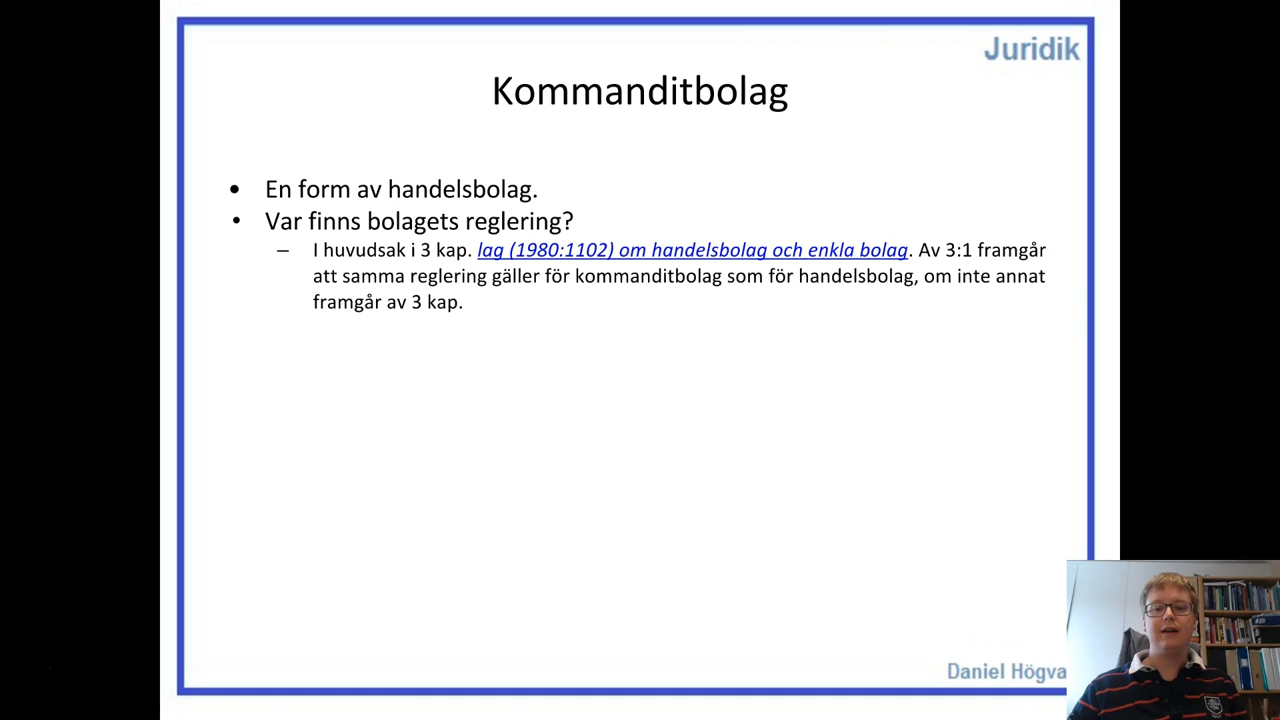 Juridik
Kommanditbolag
• En form av handelsbolag.
• Var finns bolagets reglering?
– I huvudsak i 3 kap. lag (1980:1102) om handelsbolag och enkla bolag. Av 3:1 framgår
att samma reglering gäller för kommanditbolag som för handelsbolag, om inte annat
framgår av 3 kap.
Daniel Högva